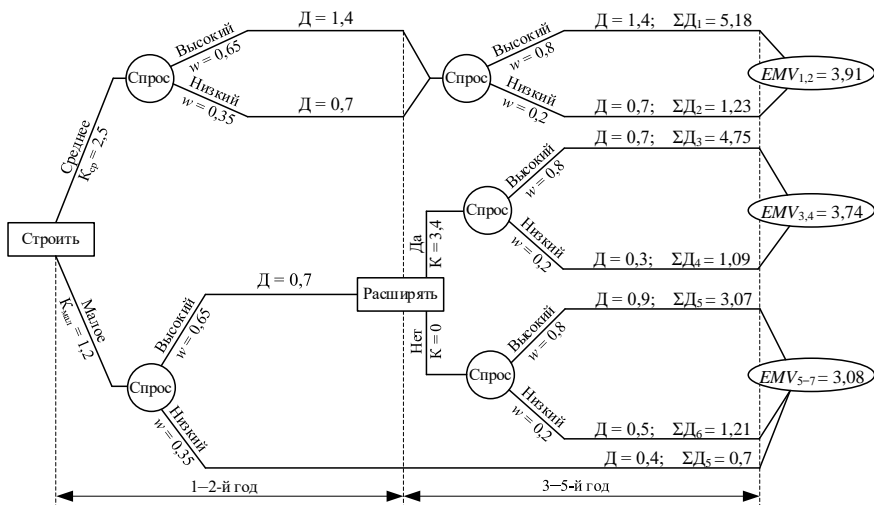 Строить
Среднее
Кср = 2,5
Спрос
Высокий
w = 0,65
Д = 1,4
Низкий
w = 0,35
Д = 0,7
Спрос
Высокий
w = 0,8
Д = 1,4; ΣД1 = 5,18
Низкий
w = 0,2
Д = 0,7; ΣД2 = 1,23
EMV1,2 = 3,91
Малое
Кмал = 1,2
Спрос
Высокий
w = 0,65
Д = 0,7
Расширять
Да
К = 3,4
Спрос
Высокий
w = 0,8
Д = 0,7; ΣД3 = 4,75
Низкий
w = 0,2
Д = 0,3; ΣД4 = 1,09
EMV3,4 = 3,74
Нет
К = 0
Спрос
Высокий
w = 0,8
Д = 0,9; ΣД5 = 3,07
Низкий
w = 0,2
Д = 0,5; ΣД6 = 1,21
Низкий
w = 0,35
Д = 0,4; ΣД5 = 0,7
EMV5–7 = 3,08
1–2-й год
3–5-й год